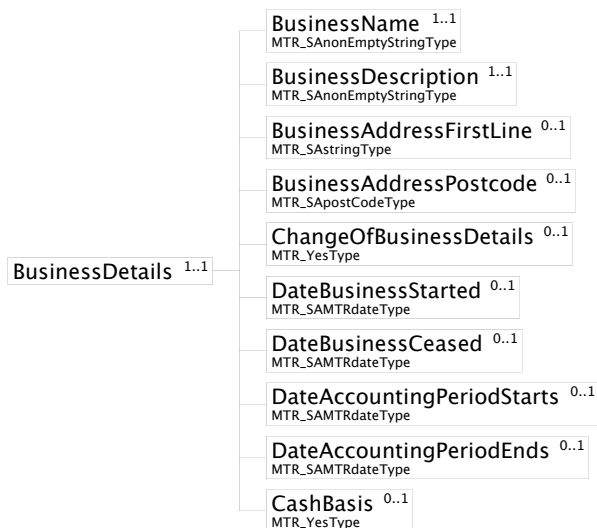 BusinessName 1..1
MTR_SAnonEmptyStringType
BusinessDescription 1..1
MTR_SAnonEmptyStringType
BusinessAddressFirstLine 0..1
MTR_SAstringType
BusinessAddressPostcode 0..1
MTR_SApostCodeType
ChangeOfBusinessDetails 0..1
MTR_YesType
BusinessDetails 1..1
DateBusinessStarted 0..1
MTR_SAMTRdateType
DateBusinessCeased 0..1
MTR_SAMTRdateType
DateAccountingPeriodStarts 0..1
MTR_SAMTRdateType
DateAccountingPeriodEnds 0..1
MTR_SAMTRdateType
CashBasis 0..1
MTR_YesType